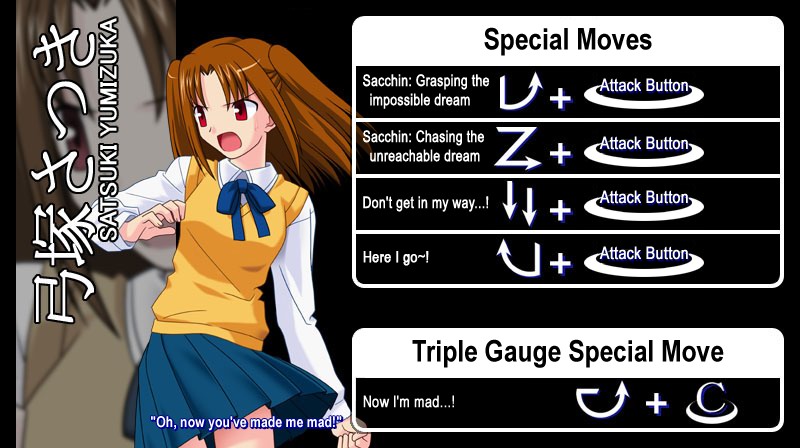 弓塚さつき
SATSUKI YUMIZUKA
"Oh, now you've made me mad!"
Special Moves
Sacchin: Grasping the
impossible dream
+
Attack Button
Sacchin: Chasing the
unreachable dream
+
Attack Button
Don't get in my way...!
+
Attack Button
Here I go~!
+
Attack Button
Triple Gauge Special Move
Now I'm mad...!
+
C